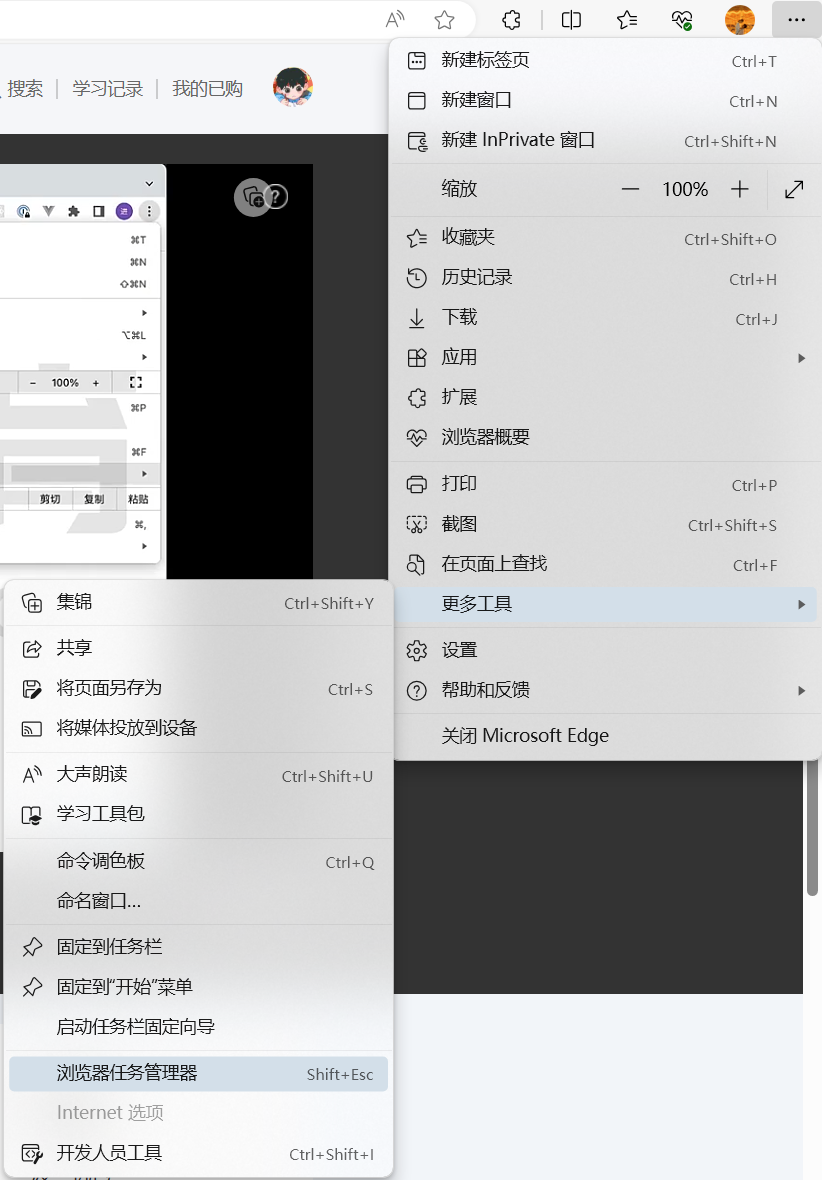 搜索 学习记录 我的已购
新建标签页 Ctrl+T
新建窗口 Ctrl+N
新建 InPrivate 窗口 Ctrl+Shift+N
缩放 — 100% +
收藏夹 Ctrl+Shift+O
历史记录 Ctrl+H
下载 Ctrl+J
应用
扩展
浏览器概要
打印 Ctrl+P
截图 Ctrl+Shift+S
在页面上查找 Ctrl+F
更多工具
设置
帮助和反馈
关闭 Microsoft Edge
⌘T
⌘N
⇧⌘N
⌥⌘L
- 100% +
⌘P
⌘F
剪切 复制 粘贴
⌘,
集锦 Ctrl+Shift+Y
共享
将页面另存为 Ctrl+S
将媒体投放到设备
大声朗读 Ctrl+Shift+U
学习工具包
命令调色板 Ctrl+Q
命名窗口...
固定到任务栏
固定到“开始”菜单
启动任务栏固定向导
浏览器任务管理器 Shift+Esc
Internet 选项
开发人员工具 Ctrl+Shift+I